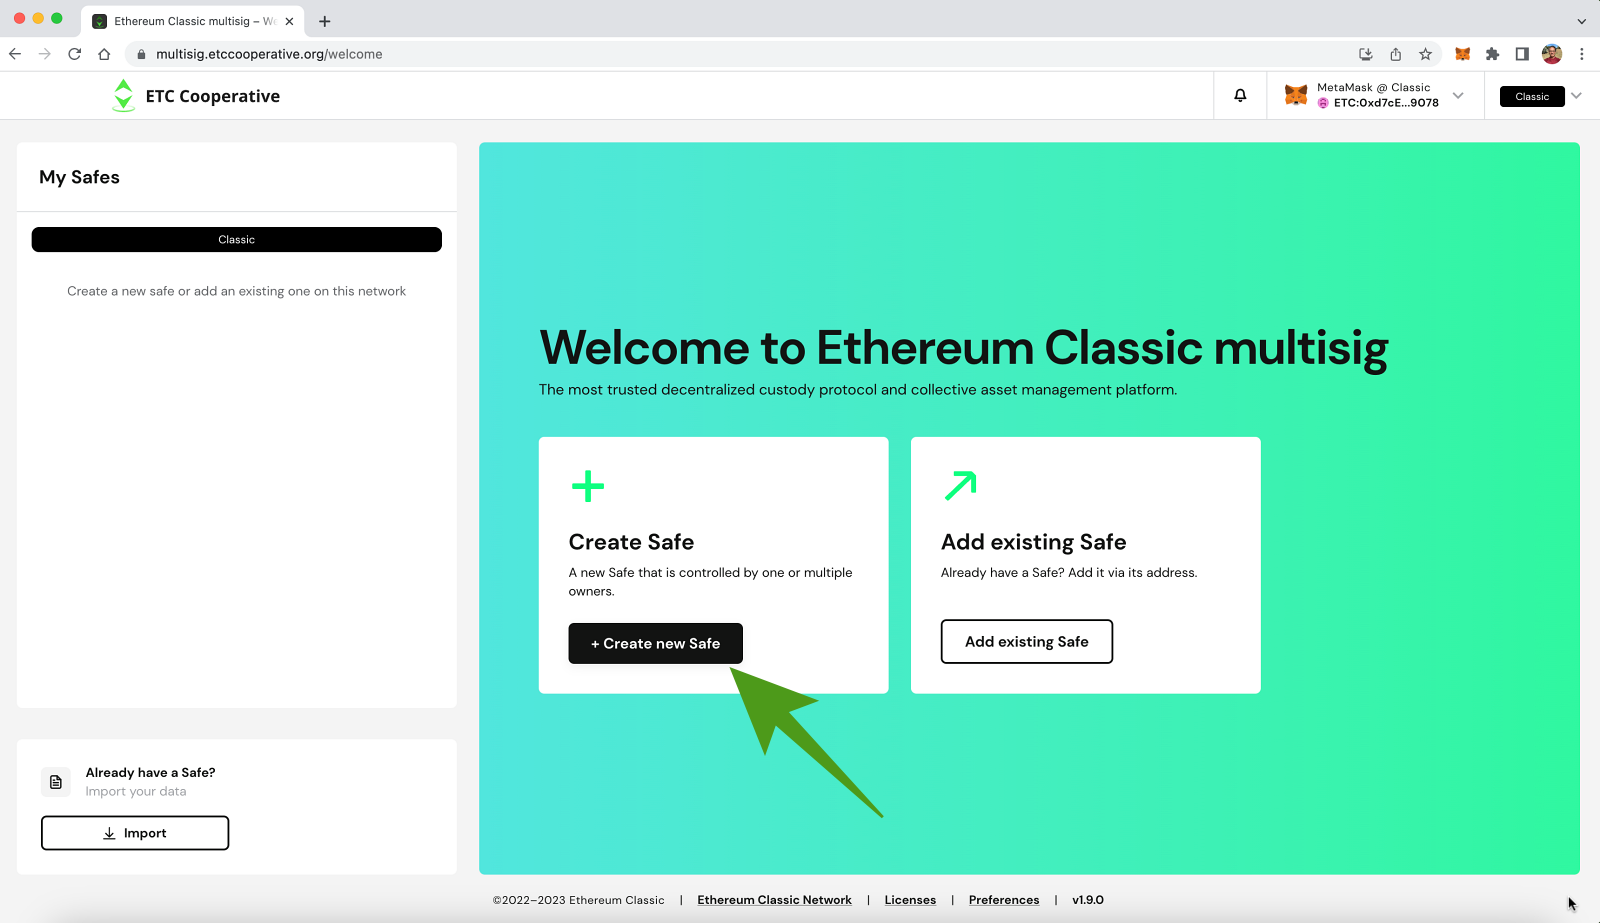 Ethereum Classic multisig – We
multisig.etccooperative.org/welcome
ETC Cooperative
MetaMask @ Classic
ETC:0xd7cE...9078
Classic
My Safes
Classic
Create a new safe or add an existing one on this network
Already have a Safe?
Import your data
Import
Welcome to Ethereum Classic multisig
The most trusted decentralized custody protocol and collective asset management platform.
Create Safe
A new Safe that is controlled by one or multiple
owners.
+ Create new Safe
Add existing Safe
Already have a Safe? Add it via its address.
Add existing Safe
©2022–2023 Ethereum Classic | Ethereum Classic Network | Licenses | Preferences | v1.9.0